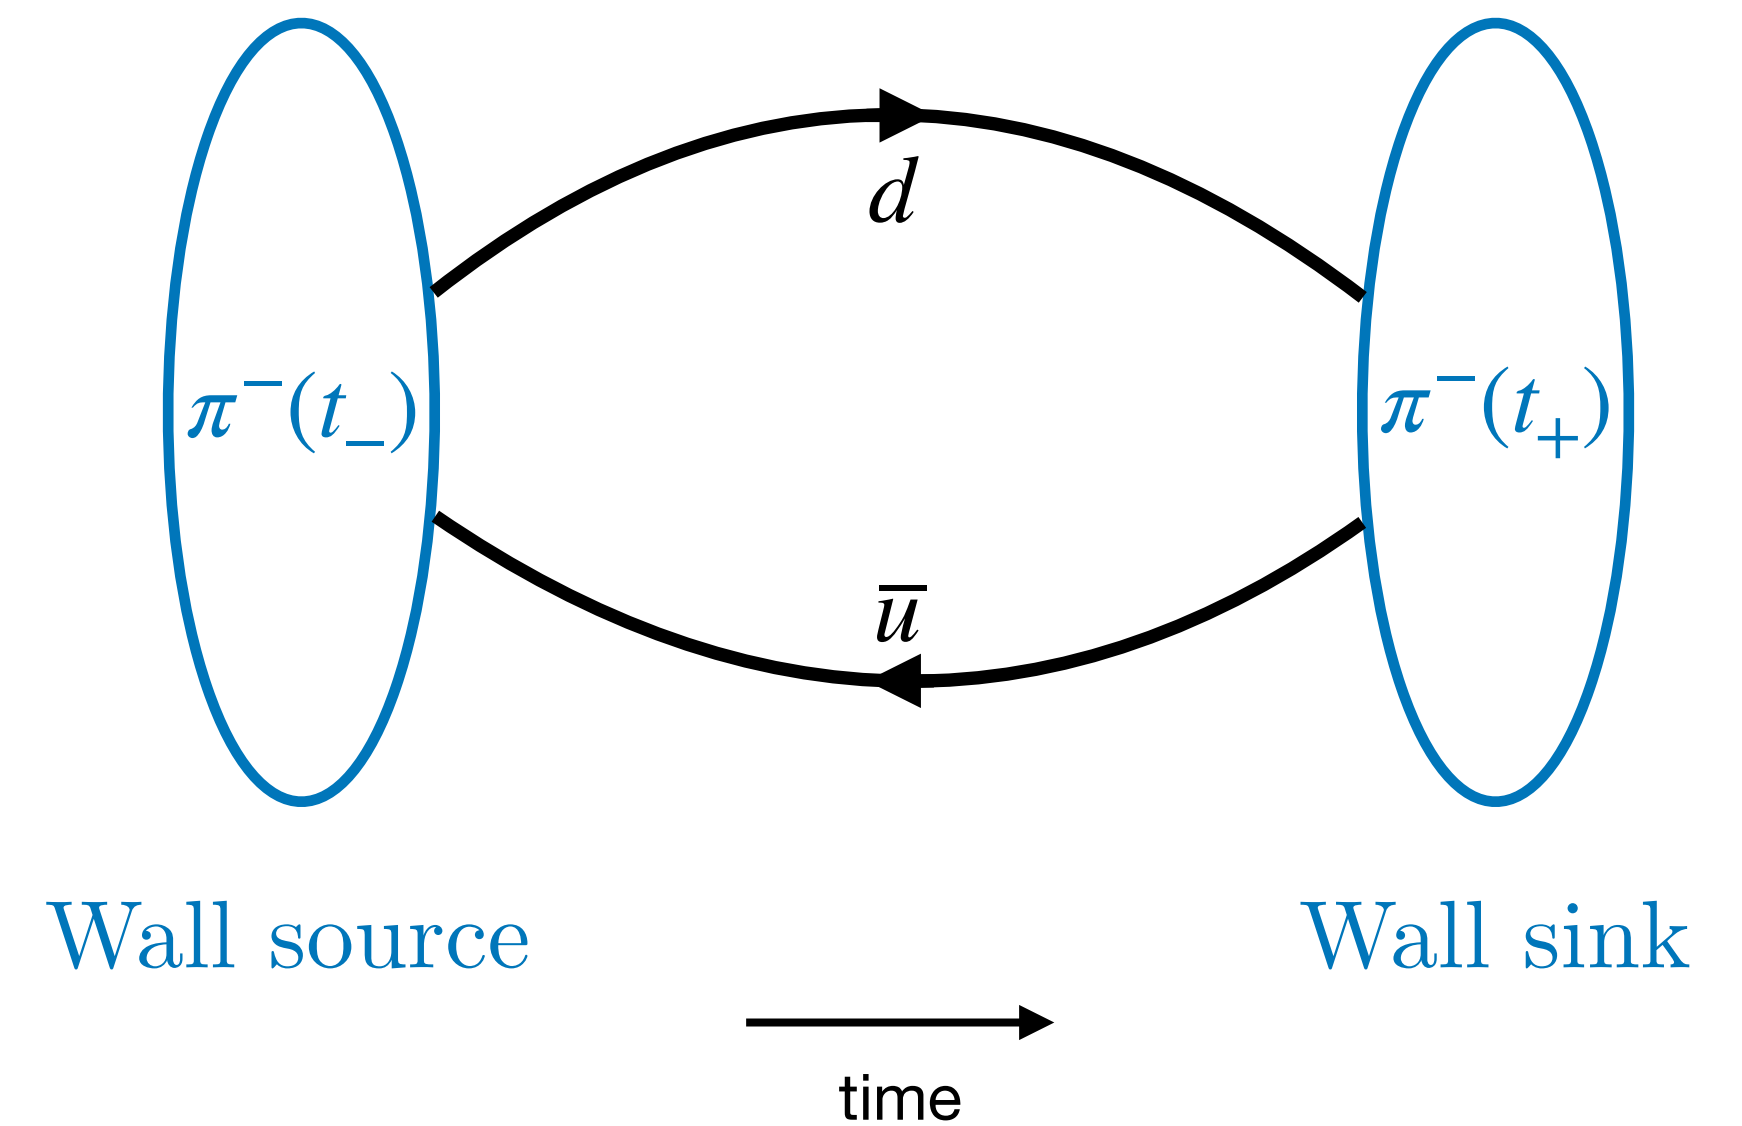 d
π⁻(t₋) π⁻(t₊)
u̅
Wall source Wall sink
time